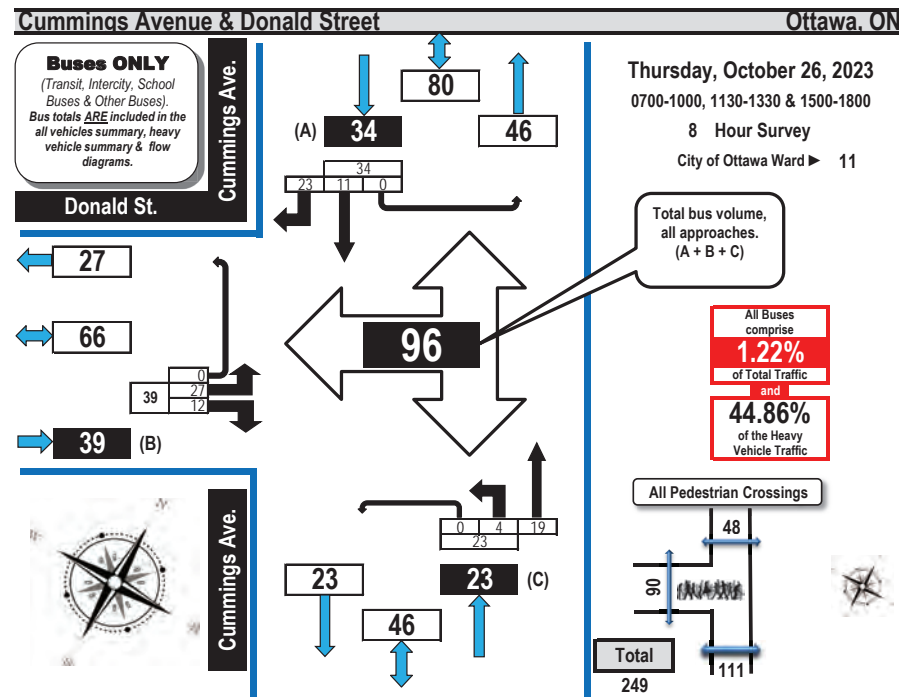 Cummings Avenue & Donald Street
Ottawa, ON
Buses ONLY
(Transit, Intercity, School
Buses & Other Buses).
Bus totals ARE included in the
all vehicles summary, heavy
vehicle summary & flow
diagrams.
Cummings Ave.
Donald St.
80
(A) 34
46
34
23 11 0
Thursday, October 26, 2023
0700-1000, 1130-1330 & 1500-1800
8 Hour Survey
City of Ottawa Ward ► 11
Total bus volume,
all approaches.
(A + B + C)
27
66
96
0
39 27
12
39 (B)
All Buses
comprise
1.22%
of Total Traffic
and
44.86%
of the Heavy
Vehicle Traffic
Cummings Ave.
0 4 19
23
23
23 (C)
46
All Pedestrian Crossings
48
90
111
Total
249